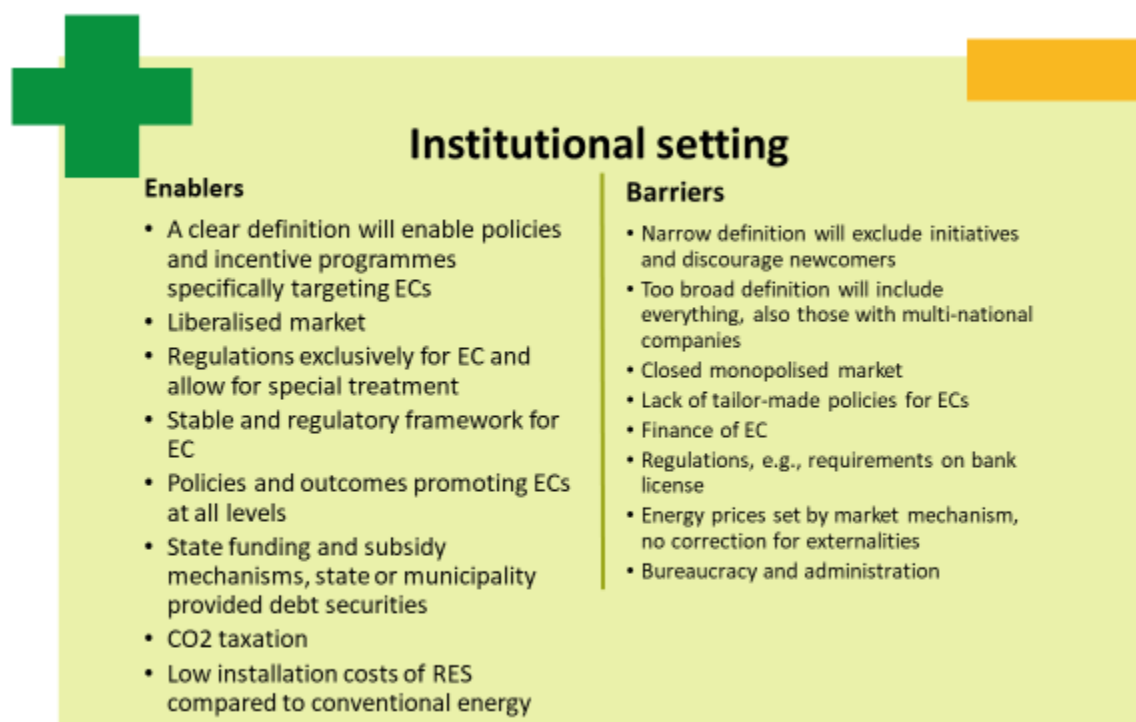 Institutional setting
Enablers
• A clear definition will enable policies
and incentive programmes
specifically targeting ECs
• Liberalised market
• Regulations exclusively for EC and
allow for special treatment
• Stable and regulatory framework for
EC
• Policies and outcomes promoting ECs
at all levels
• State funding and subsidy
mechanisms, state or municipality
provided debt securities
• CO2 taxation
• Low installation costs of RES
compared to conventional energy
Barriers
• Narrow definition will exclude initiatives
and discourage newcomers
• Too broad definition will include
everything, also those with multi-national
companies
• Closed monopolised market
• Lack of tailor-made policies for ECs
• Finance of EC
• Regulations, e.g., requirements on bank
license
• Energy prices set by market mechanism,
no correction for externalities
• Bureaucracy and administration